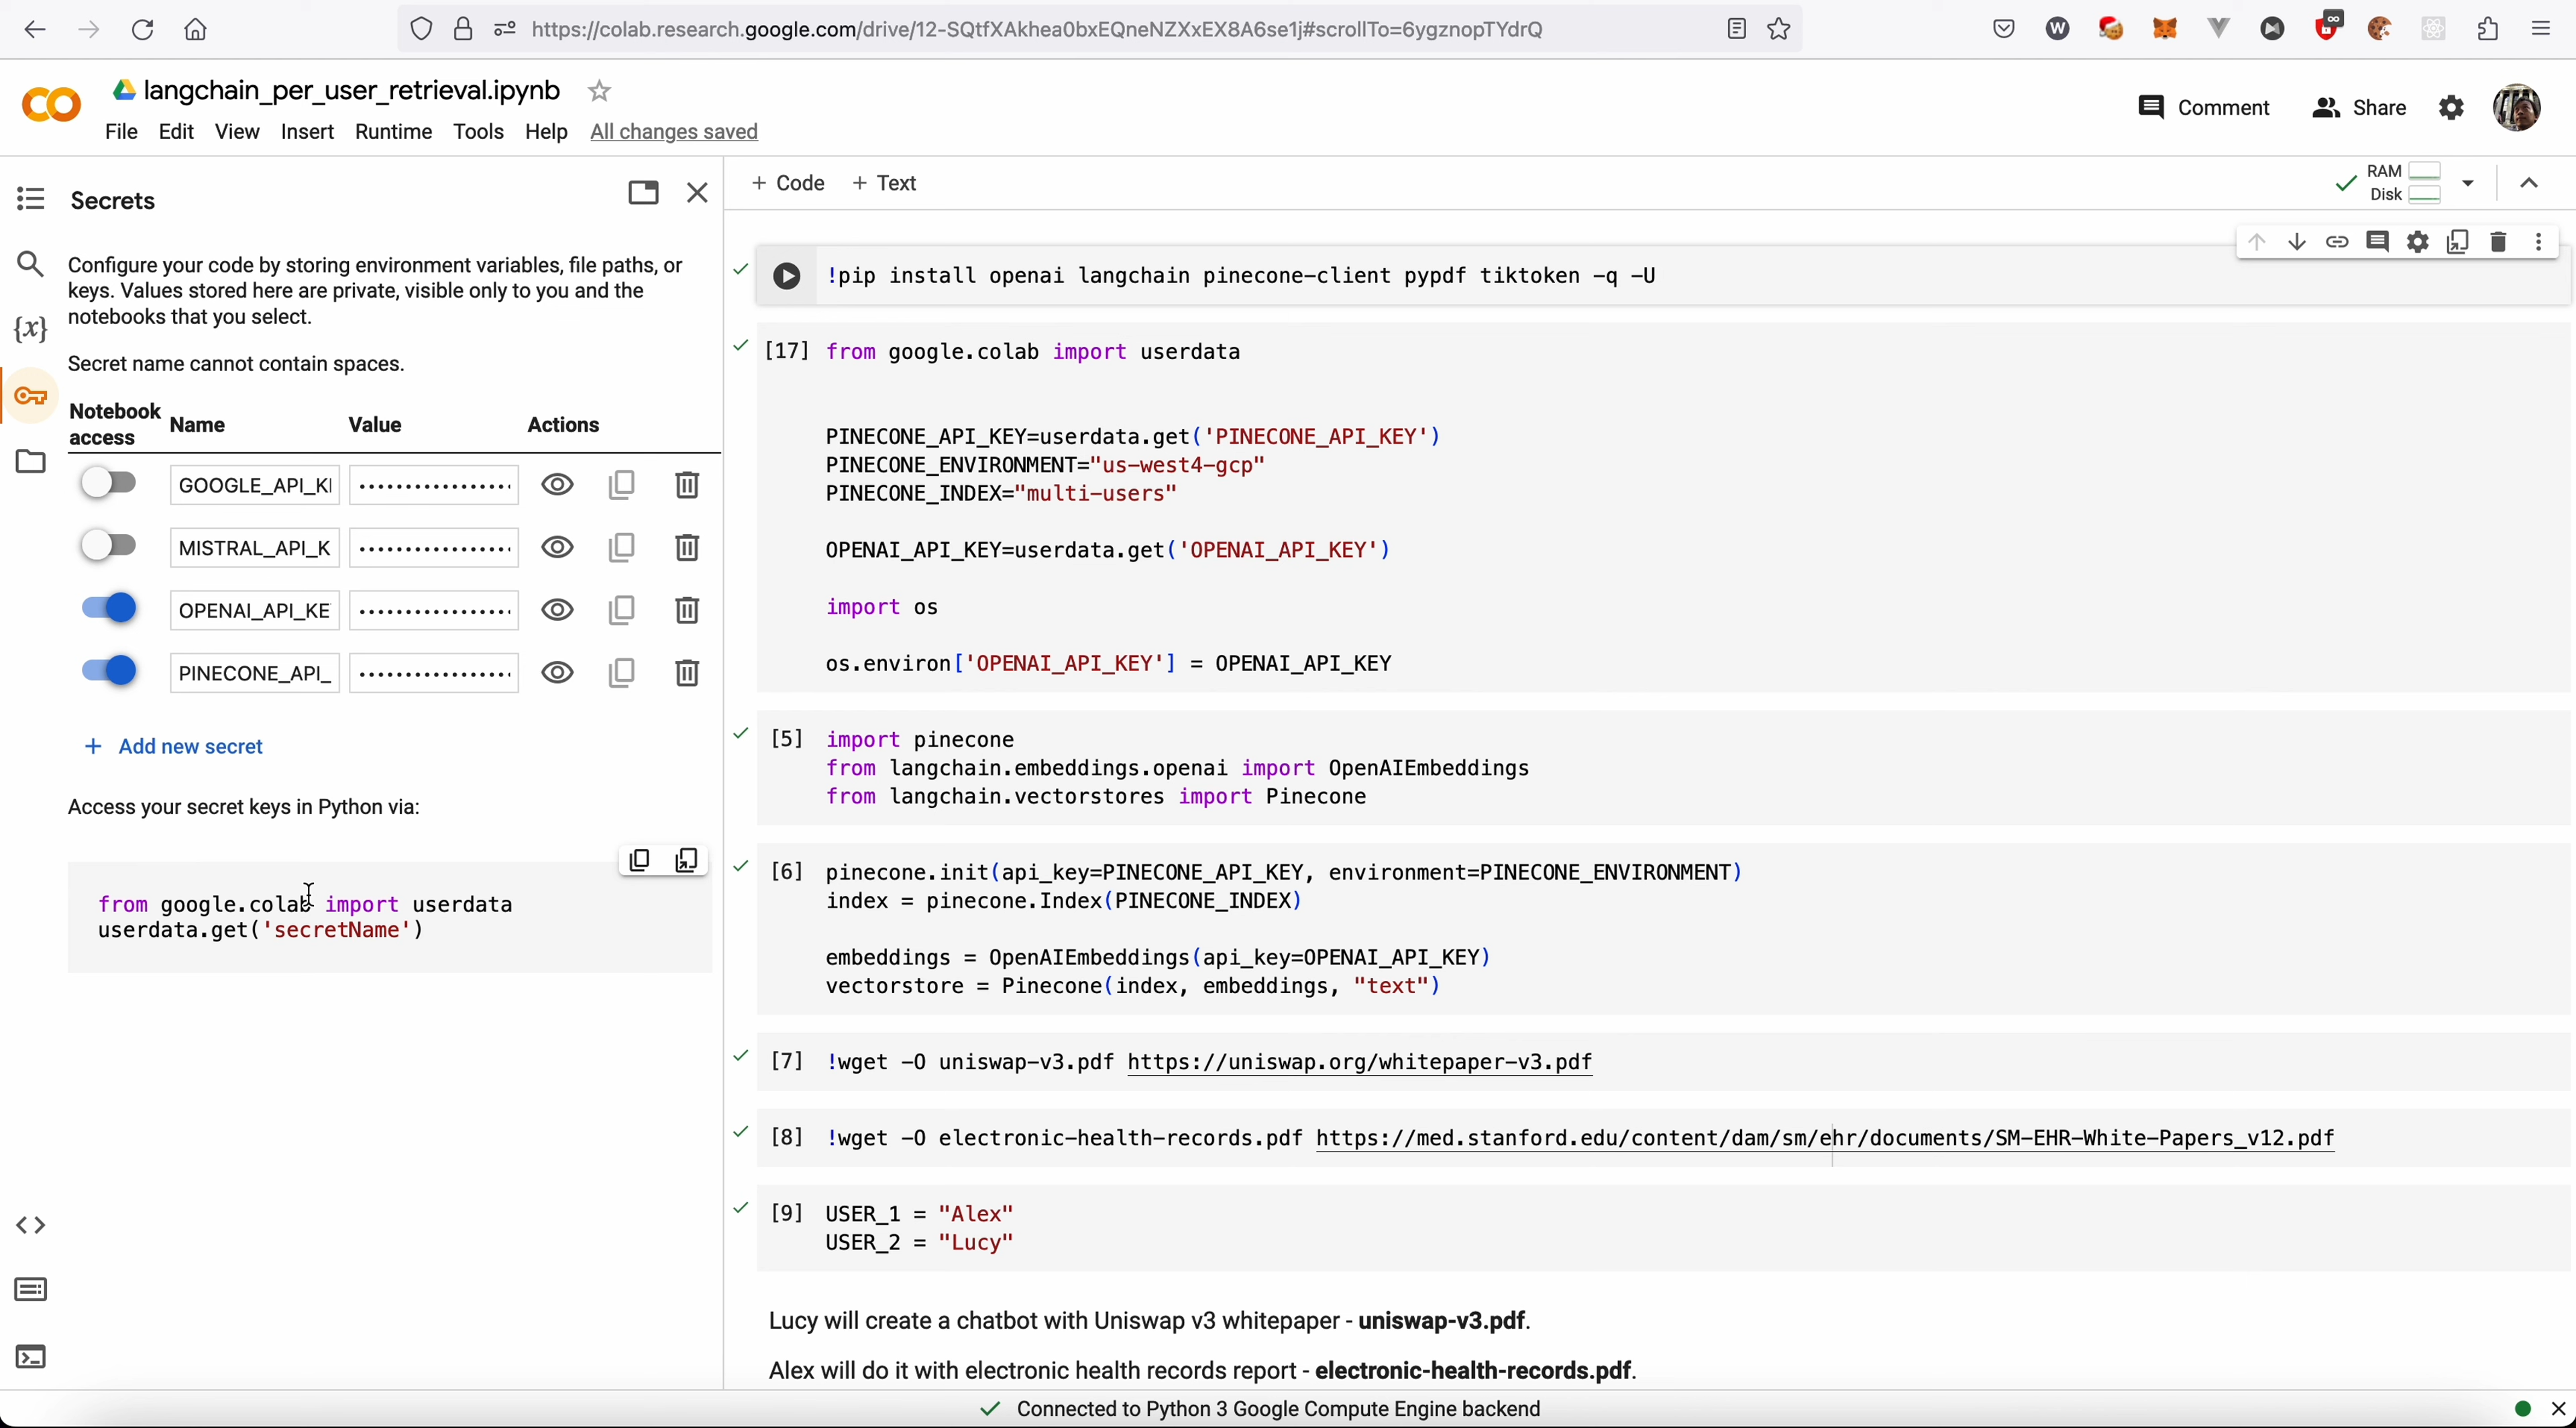 https://colab.research.google.com/drive/12-SQtfXAkhea0bxEQneNZXxEX8A6se1j#scrollTo=6ygznopTYdrQ
langchain_per_user_retrieval.ipynb
File Edit View Insert Runtime Tools Help All changes saved
Comment Share
Secrets
Configure your code by storing environment variables, file paths, or
keys. Values stored here are private, visible only to you and the
notebooks that you select.
Secret name cannot contain spaces.
Notebook access Name Value Actions
GOOGLE_API_KI
MISTRAL_API_K
OPENAI_API_KE
PINECONE_API_
+ Add new secret
Access your secret keys in Python via:
from google.colab import userdata
userdata.get('secretName')
+ Code + Text
RAM
Disk
!pip install openai langchain pinecone-client pypdf tiktoken -q -U
[17] from google.colab import userdata
PINECONE_API_KEY=userdata.get('PINECONE_API_KEY')
PINECONE_ENVIRONMENT="us-west4-gcp"
PINECONE_INDEX="multi-users"
OPENAI_API_KEY=userdata.get('OPENAI_API_KEY')
import os
os.environ['OPENAI_API_KEY'] = OPENAI_API_KEY
[5] import pinecone
from langchain.embeddings.openai import OpenAIEmbeddings
from langchain.vectorstores import Pinecone
[6] pinecone.init(api_key=PINECONE_API_KEY, environment=PINECONE_ENVIRONMENT)
index = pinecone.Index(PINECONE_INDEX)
embeddings = OpenAIEmbeddings(api_key=OPENAI_API_KEY)
vectorstore = Pinecone(index, embeddings, "text")
[7] !wget -O uniswap-v3.pdf https://uniswap.org/whitepaper-v3.pdf
[8] !wget -O electronic-health-records.pdf https://med.stanford.edu/content/dam/sm/ehr/documents/SM-EHR-White-Papers_v12.pdf
[9] USER_1 = "Alex"
USER_2 = "Lucy"
Lucy will create a chatbot with Uniswap v3 whitepaper - uniswap-v3.pdf.
Alex will do it with electronic health records report - electronic-health-records.pdf.
Connected to Python 3 Google Compute Engine backend